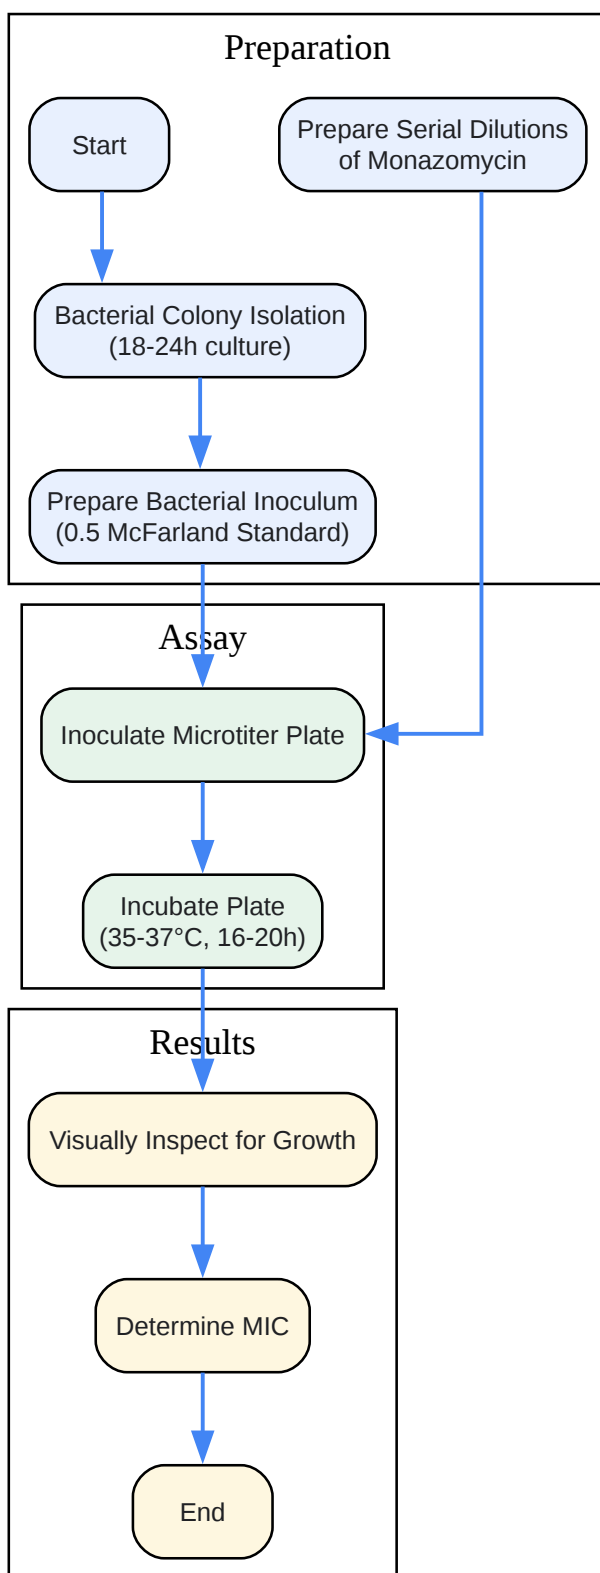 Preparation
Start
Prepare Serial Dilutions
of Monazomycin
Bacterial Colony Isolation
(18-24h culture)
Prepare Bacterial Inoculum
(0.5 McFarland Standard)
Assay
Inoculate Microtiter Plate
Incubate Plate
(35-37°C, 16-20h)
Results
Visually Inspect for Growth
Determine MIC
End